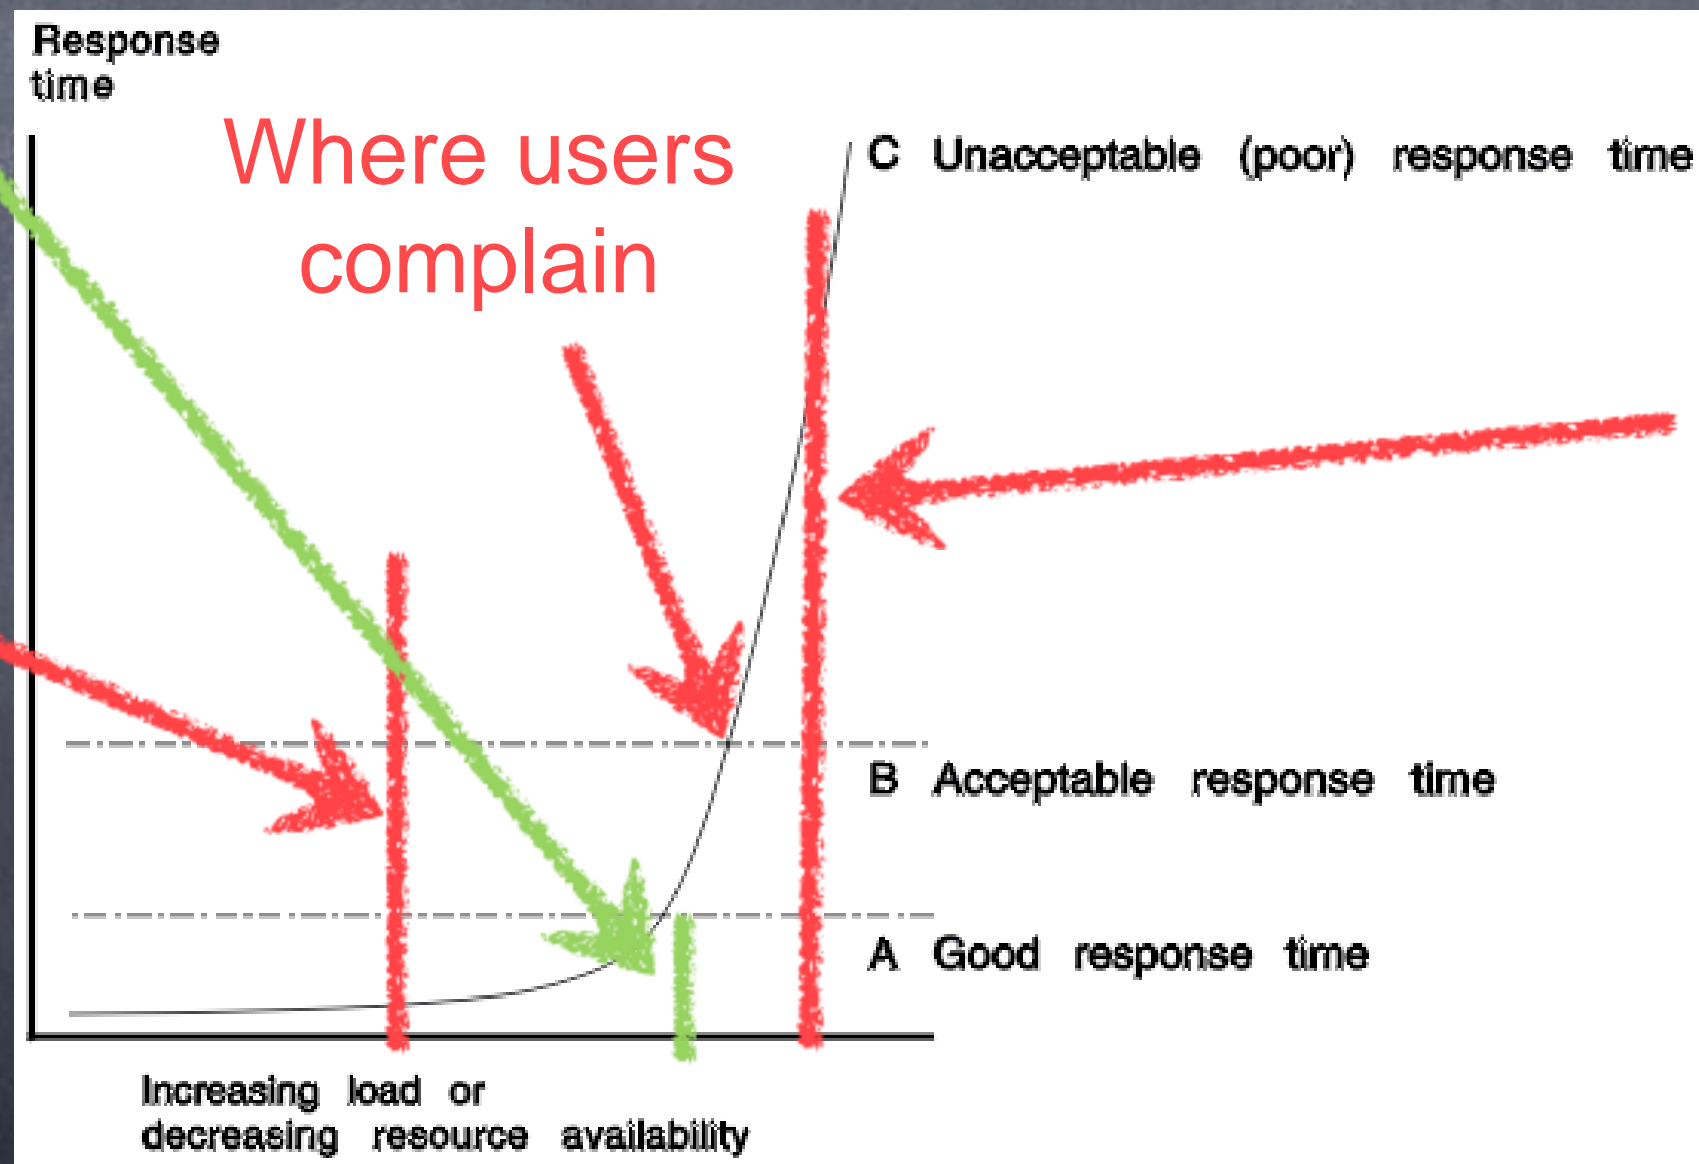 Response
time
Where users
complain
C Unacceptable (poor) response time
B Acceptable response time
A Good response time
Increasing load or
decreasing resource availability